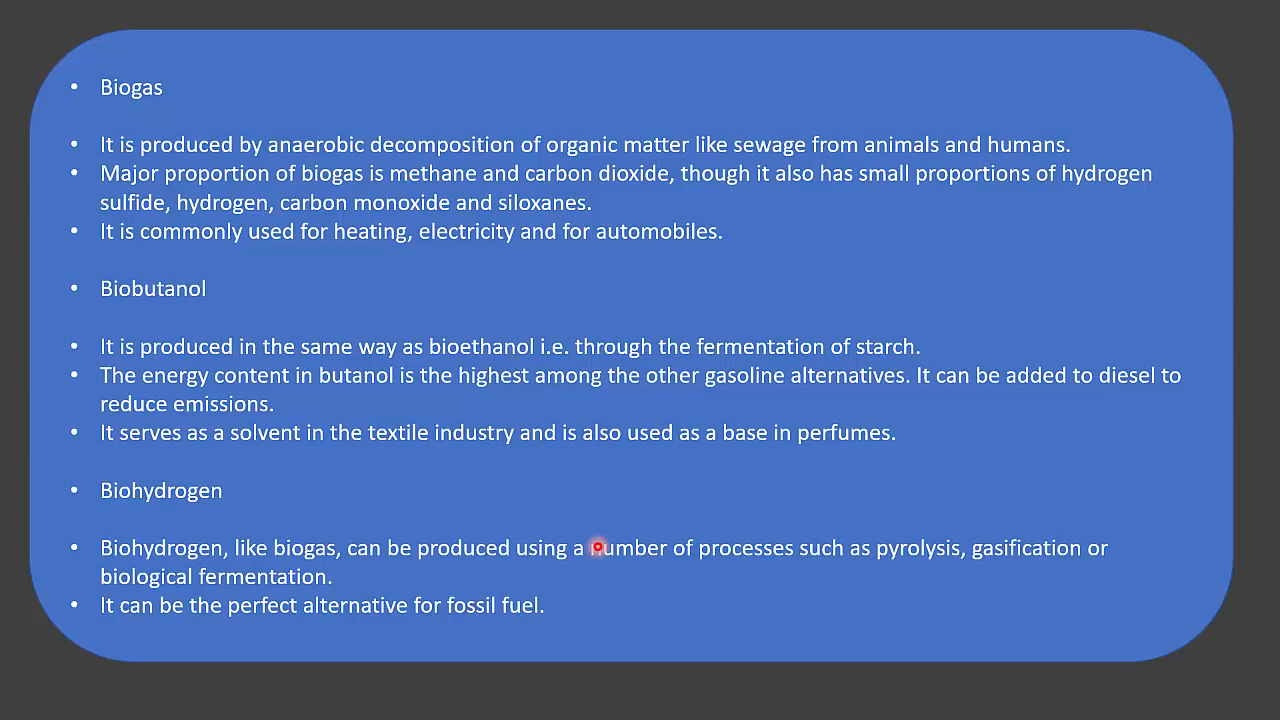 • Biogas
• It is produced by anaerobic decomposition of organic matter like sewage from animals and humans.
• Major proportion of biogas is methane and carbon dioxide, though it also has small proportions of hydrogen
sulfide, hydrogen, carbon monoxide and siloxanes.
• It is commonly used for heating, electricity and for automobiles.
• Biobutanol
• It is produced in the same way as bioethanol i.e. through the fermentation of starch.
• The energy content in butanol is the highest among the other gasoline alternatives. It can be added to diesel to
reduce emissions.
• It serves as a solvent in the textile industry and is also used as a base in perfumes.
• Biohydrogen
• Biohydrogen, like biogas, can be produced using a number of processes such as pyrolysis, gasification or
biological fermentation.
• It can be the perfect alternative for fossil fuel.